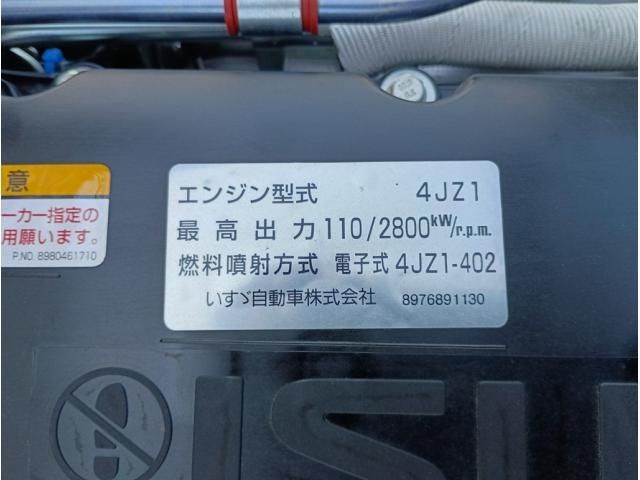 意
ーカー指定の
用願います。
P.NO. 8980461710
エンジン型式 4JZ1
最高出力 110/2800kW/r.p.m.
燃料噴射方式 電子式 4JZ1-402
いすゞ自動車株式会社 8976891130
ISU